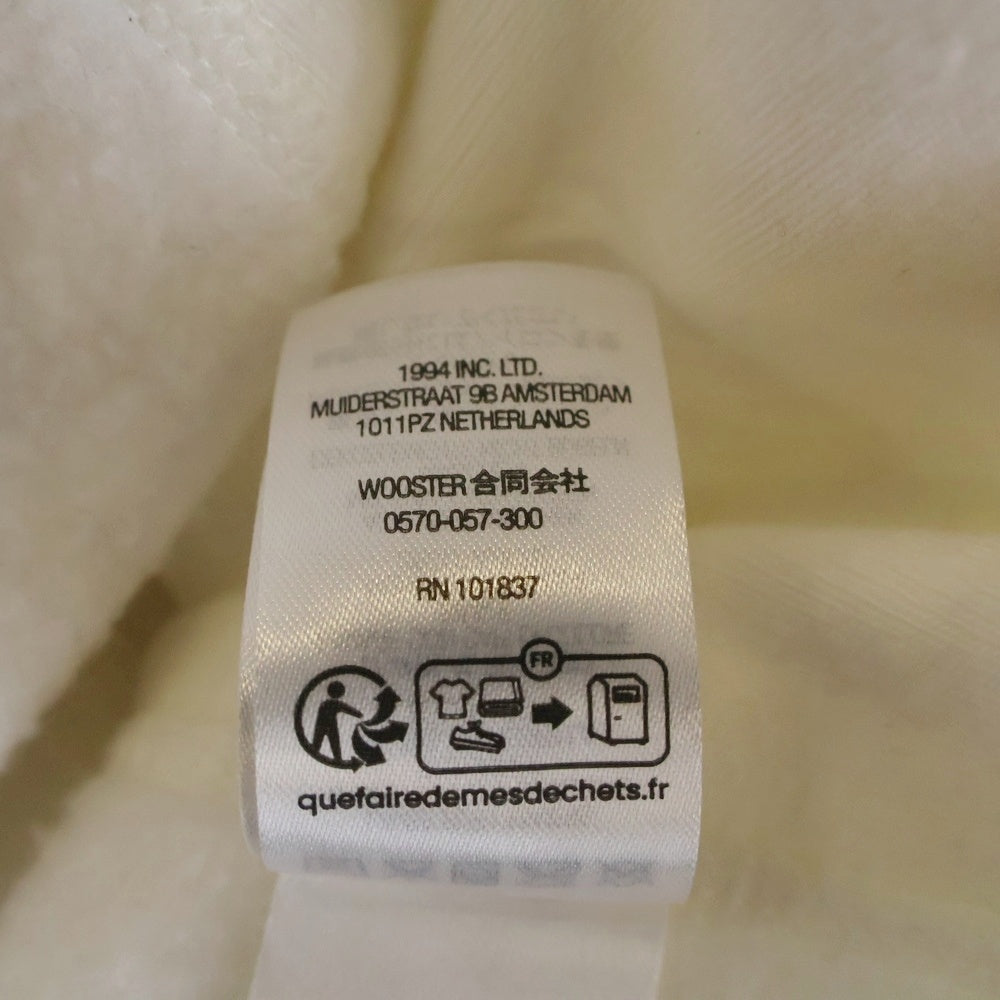 1994 INC. LTD.
MUIDERSTRAAT 9B AMSTERDAM
1011PZ NETHERLANDS
WOOSTER 合同会社
0570-057-300
RN 101837
FR
quefairedemesdechets.fr